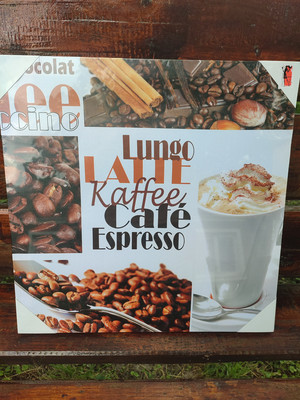 ocolat
ee
ccino
Lungo
LATTE
Kaffee
Café
Espresso